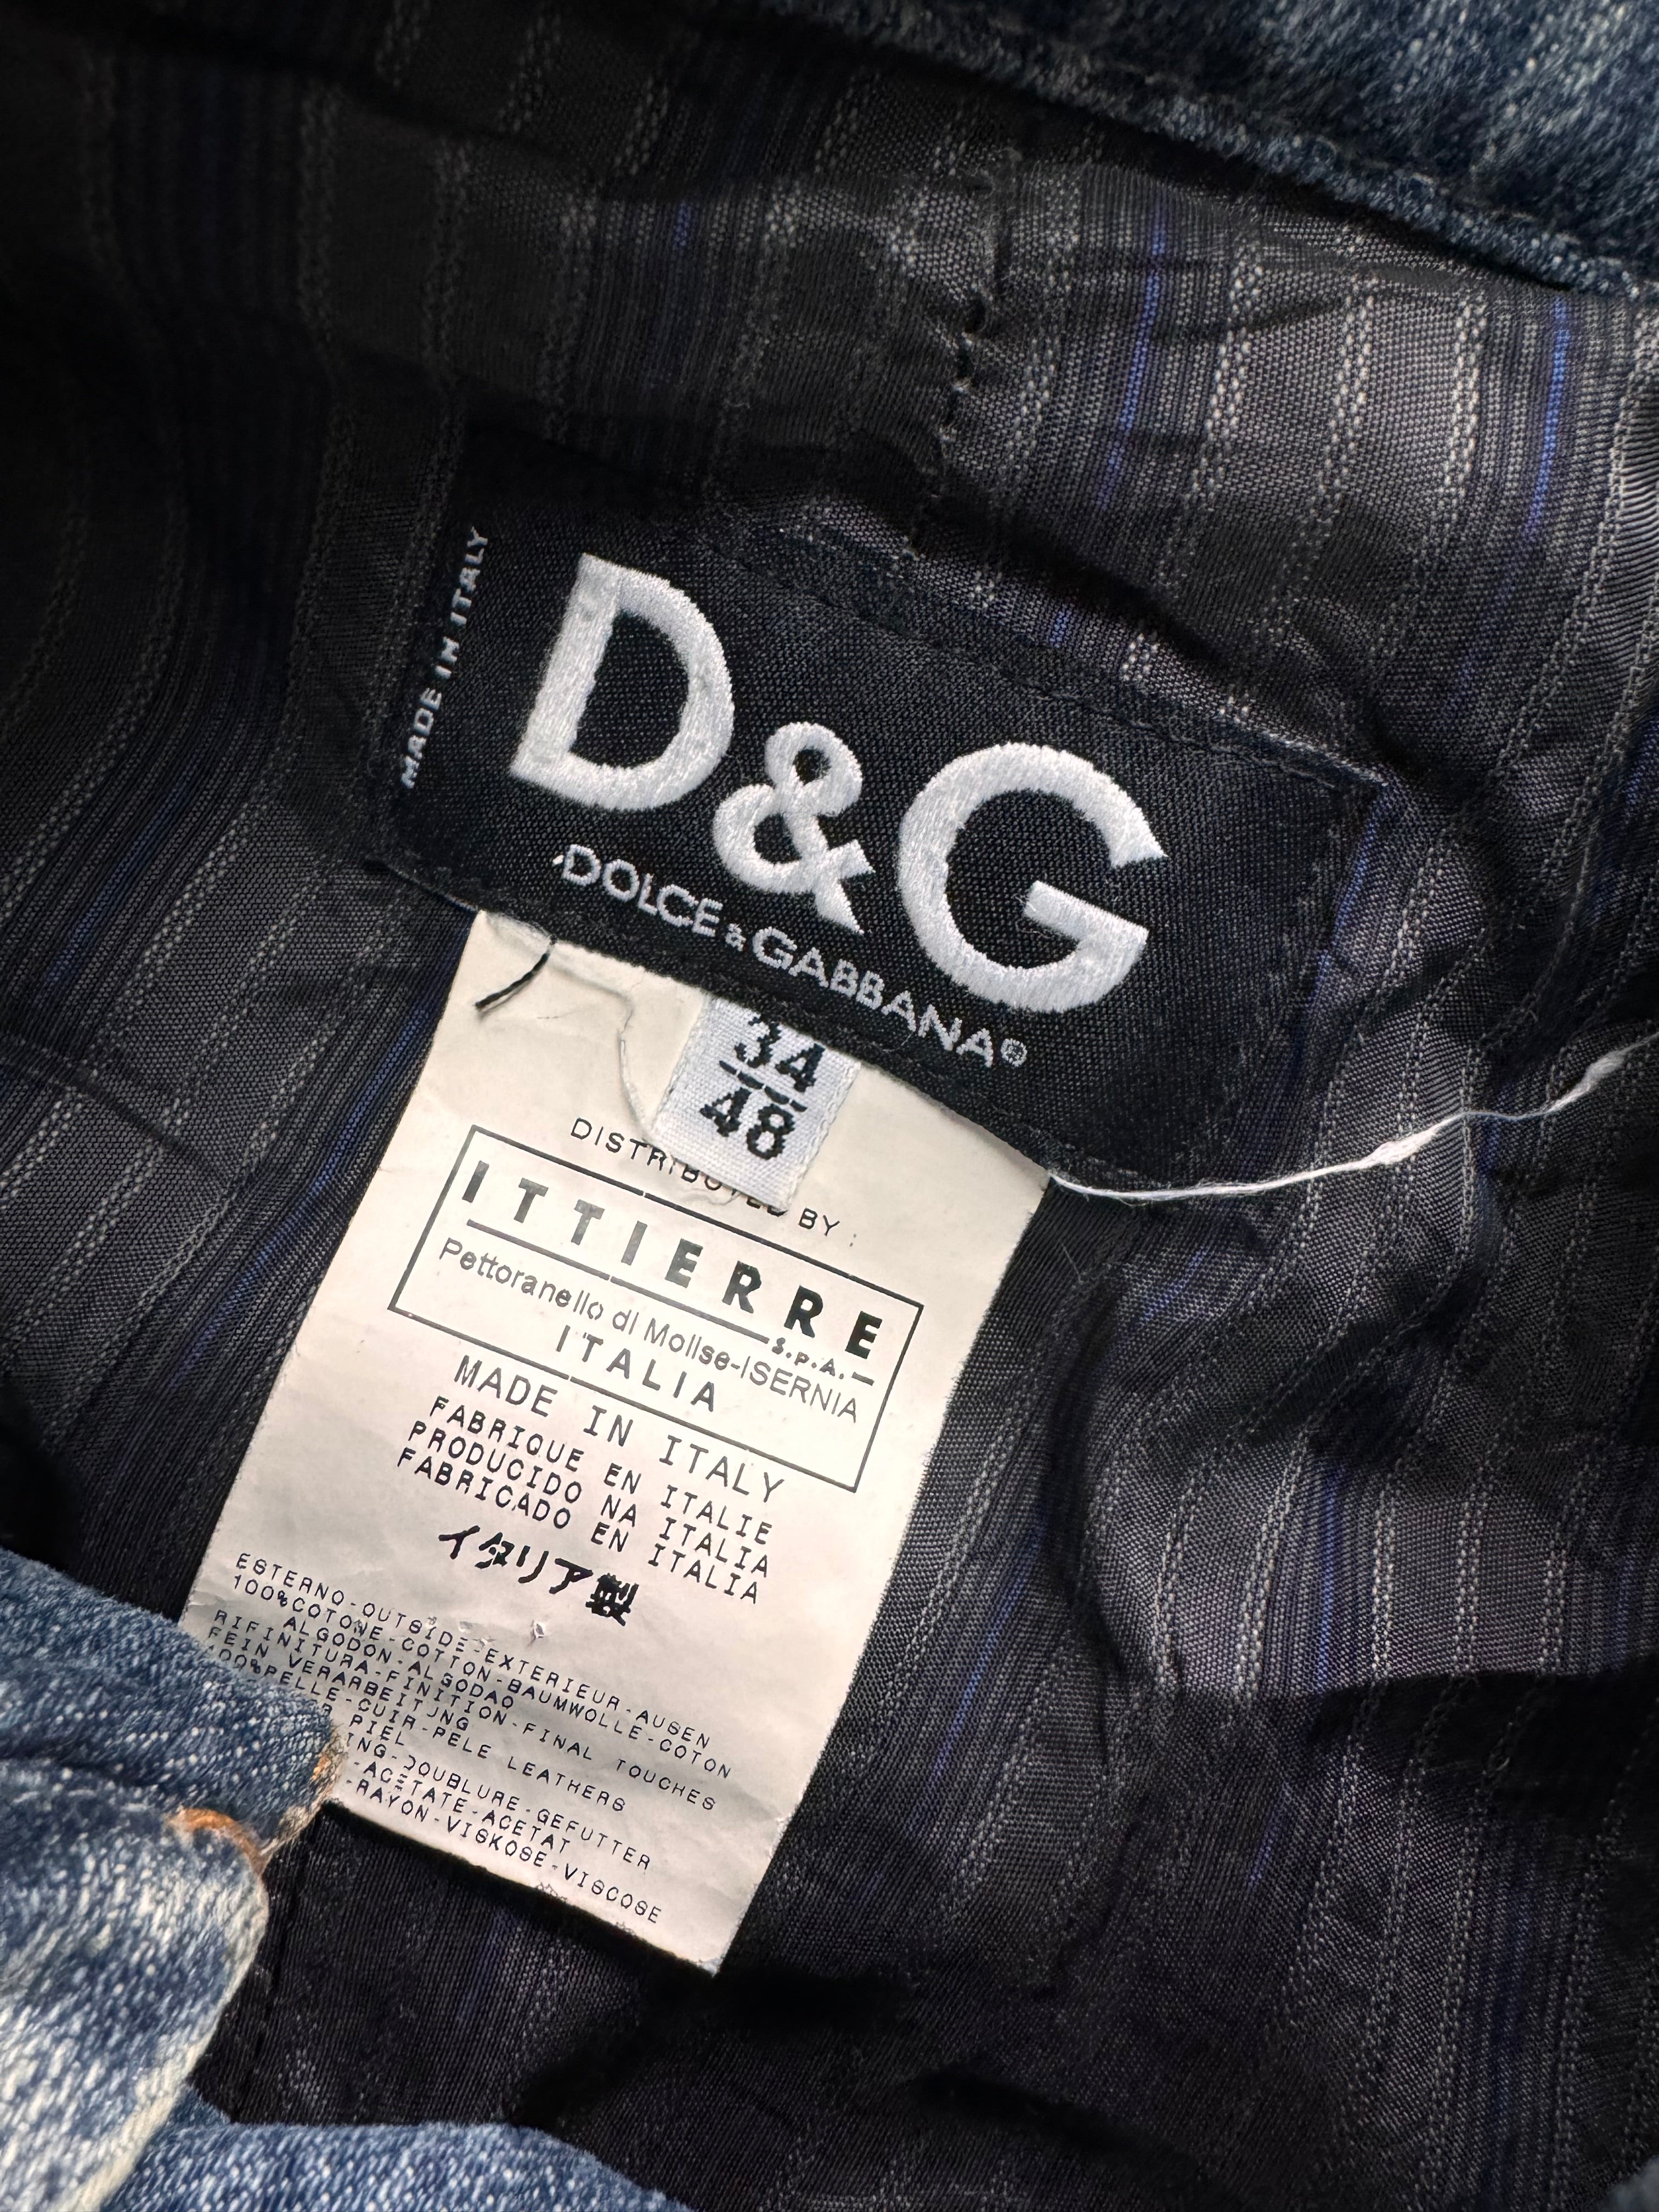 MADE IN ITALY
D&G
DOLCE & GABBANA®
34
48
DISTRIBUTED BY :
ITTIERRE
S.P.A.
Pettoranello di Molise-ISERNIA
ITALIA
MADE IN ITALY
FABRIQUE EN ITALIE
PRODUCIDO NA ITALIA
FABRICADO EN ITALIA
イタリア製
ESTERNO-OUTSIDE-EXTERIEUR-AUSEN
100%COTONE-COTTON-BAUMWOLLE-COTON
ALGODON-ALGODAO
RIFINITURA-FINITION-FINAL TOUCHES
FEIN VERARBEITUNG
100%PELLE-CUIR-PELE LEATHERS
PIEL
DOUBLURE-GEFUTTER
-ACETATE-ACETAT
-RAYON-VISKOSE-VISCOSE